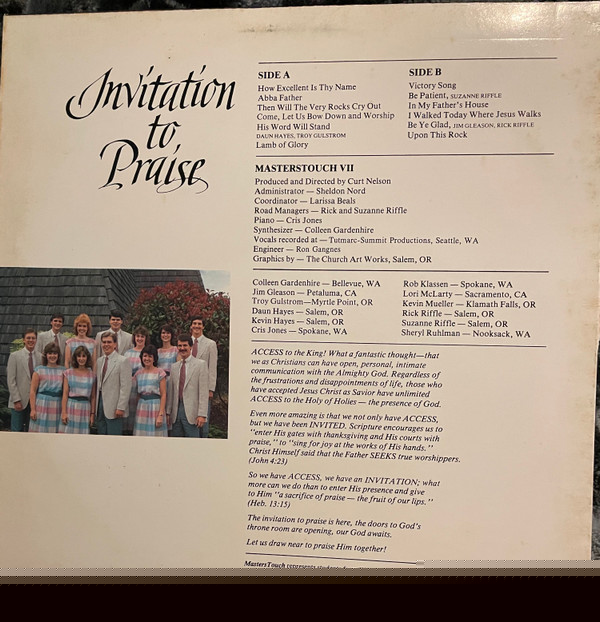 Invitation
to
Praise
SIDE A
How Excellent Is Thy Name
Abba Father
Then Will The Very Rocks Cry Out
Come, Let Us Bow Down and Worship
His Word Will Stand
DAUN HAYES, TROY GULSTROM
Lamb of Glory
SIDE B
Victory Song
Be Patient, SUZANNE RIFFLE
In My Father's House
I Walked Today Where Jesus Walks
Be Ye Glad, JIM GLEASON, RICK RIFFLE
Upon This Rock
MASTERSTOUCH VII
Produced and Directed by Curt Nelson
Administrator — Sheldon Nord
Coordinator — Larissa Beals
Road Managers — Rick and Suzanne Riffle
Piano — Cris Jones
Synthesizer — Colleen Gardenhire
Vocals recorded at — Tutmarc-Summit Productions, Seattle, WA
Engineer — Ron Gangnes
Graphics by — The Church Art Works, Salem, OR
Colleen Gardenhire — Bellevue, WA
Jim Gleason — Petaluma, CA
Troy Gulstrom—Myrtle Point, OR
Daun Hayes — Salem, OR
Kevin Hayes — Salem, OR
Cris Jones — Spokane, WA
Rob Klassen — Spokane, WA
Lori McLarty — Sacramento, CA
Kevin Mueller — Klamath Falls, OR
Rick Riffle — Salem, OR
Suzanne Riffle — Salem, OR
Sheryl Ruhlman — Nooksack, WA
ACCESS to the King! What a fantastic thought—that
we as Christians can have open, personal, intimate
communication with the Almighty God. Regardless of
the frustrations and disappointments of life, those who
have accepted Jesus Christ as Savior have unlimited
ACCESS to the Holy of Holies — the presence of God.
Even more amazing is that we not only have ACCESS,
but we have been INVITED. Scripture encourages us to
"enter His gates with thanksgiving and His courts with
praise," to "sing for joy at the works of His hands."
Christ Himself said that the Father SEEKS true worshippers.
(John 4:23)
So we have ACCESS, we have an INVITATION; what
more can we do than to enter His presence and give
to Him "a sacrifice of praise — the fruit of our lips."
(Heb. 13:15)
The invitation to praise is here, the doors to God's
throne room are opening, our God awaits.
Let us draw near to praise Him together!
MastersTouch represents